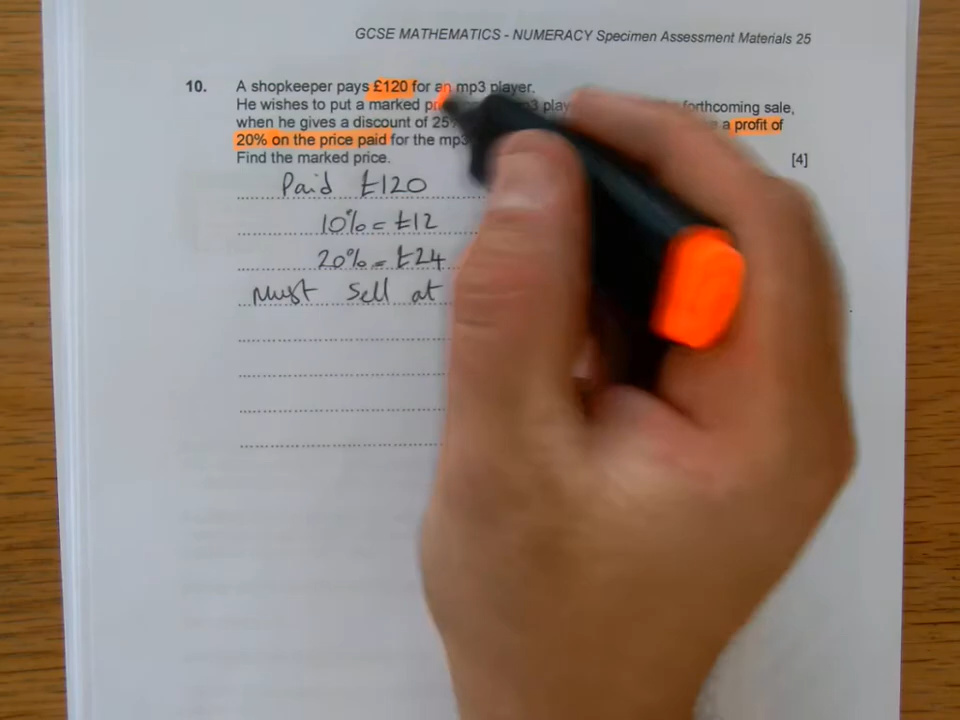 GCSE MATHEMATICS - NUMERACY Specimen Assessment Materials 25
10. A shopkeeper pays £120 for an mp3 player.
He wishes to put a marked forthcoming sale,
when he gives a discount of 25% a profit of
20% on the price paid for the mp3
Find the marked price.
[4]
Paid £120
10% = £12
20% = £24
Must Sell at